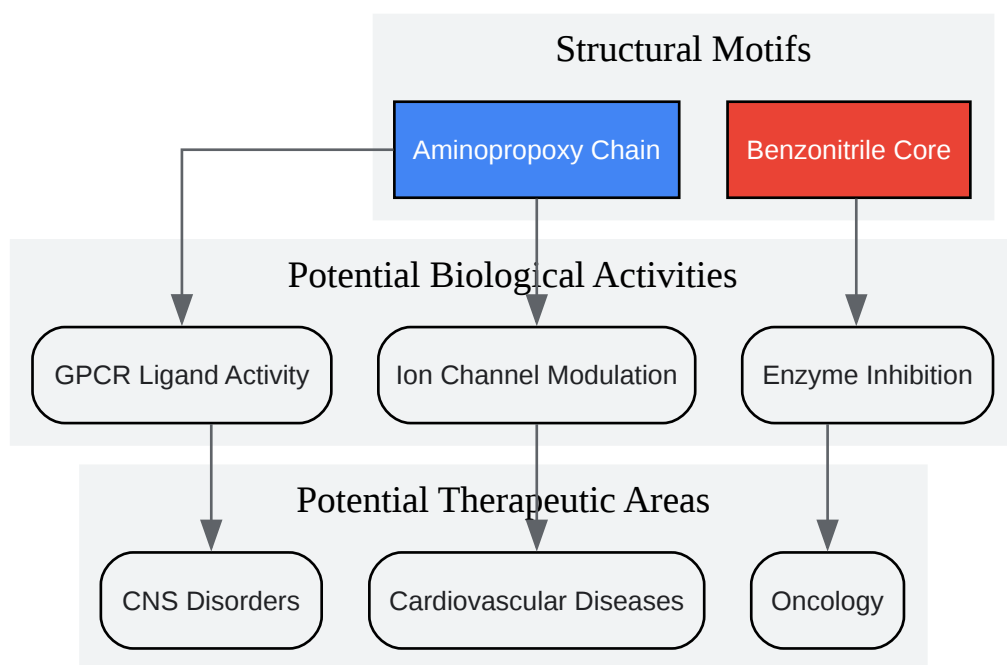 Structural Motifs
Aminopropoxy Chain
Benzonitrile Core
Potential Biological Activities
GPCR Ligand Activity
Ion Channel Modulation
Enzyme Inhibition
Potential Therapeutic Areas
CNS Disorders
Cardiovascular Diseases
Oncology